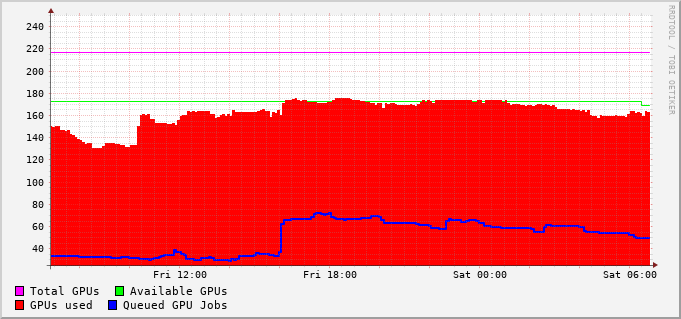 RRDTOOL / TOBI OETIKER
240
220
200
180
160
140
120
100
80
60
40
Fri 12:00 Fri 18:00 Sat 00:00 Sat 06:00
Total GPUs Available GPUs
GPUs used Queued GPU Jobs